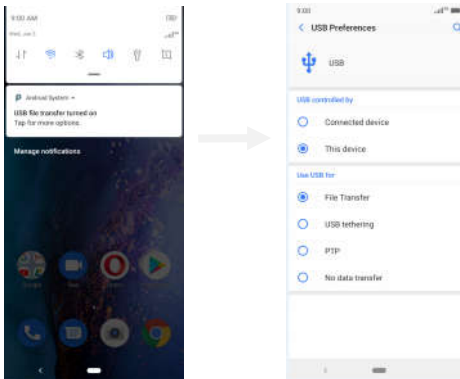 9:00 AM
Wed, Jun 5
Android System
USB file transfer turned on
Tap for more options.
Manage notifications
9:00
USB Preferences
USB
USB controlled by
Connected device
This device
Use USB for
File Transfer
USB tethering
PTP
No data transfer